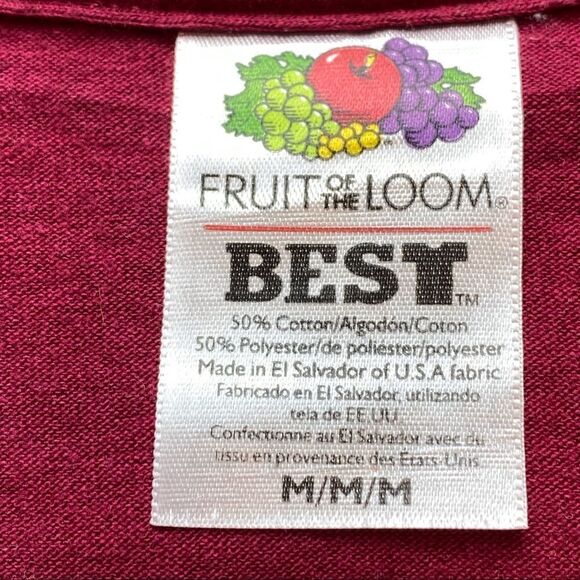 FRUIT OF THE LOOM®
BEST™
50% Cotton/Algodón/Coton
50% Polyester/de poliéster/polyester
Made in El Salvador of U.S.A fabric
Fabricado en El Salvador, utilizando
tela de EE.UU
Confectionne au El Salvador avec du
tissu en provenance des Etats-Unis
M/M/M